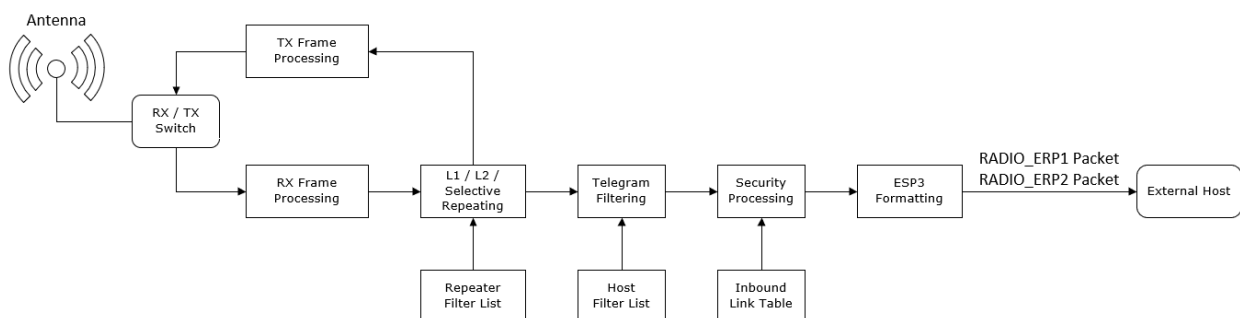 Antenna
TX Frame
Processing
RX / TX
Switch
RX Frame
Processing
L1 / L2 /
Selective
Repeating
Telegram
Filtering
Security
Processing
ESP3
Formatting
RADIO_ERP1 Packet
RADIO_ERP2 Packet
External Host
Repeater
Filter List
Host
Filter List
Inbound
Link Table